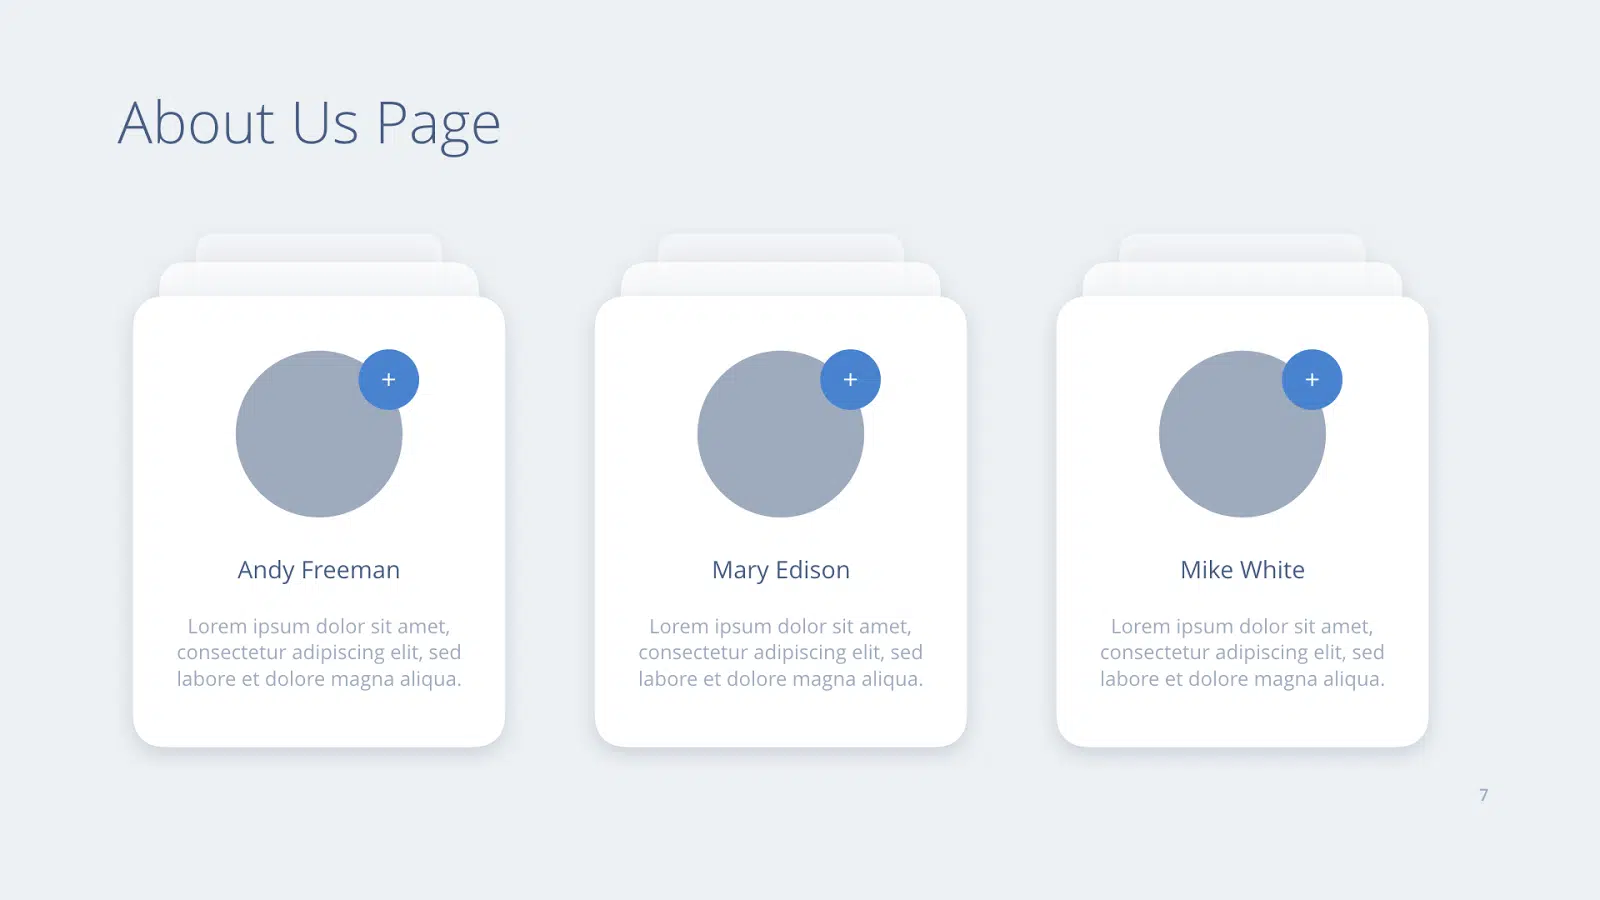 About Us Page
+
+
+
Andy Freeman
Lorem ipsum dolor sit amet,
consectetur adipiscing elit, sed
labore et dolore magna aliqua.
Mary Edison
Lorem ipsum dolor sit amet,
consectetur adipiscing elit, sed
labore et dolore magna aliqua.
Mike White
Lorem ipsum dolor sit amet,
consectetur adipiscing elit, sed
labore et dolore magna aliqua.
7